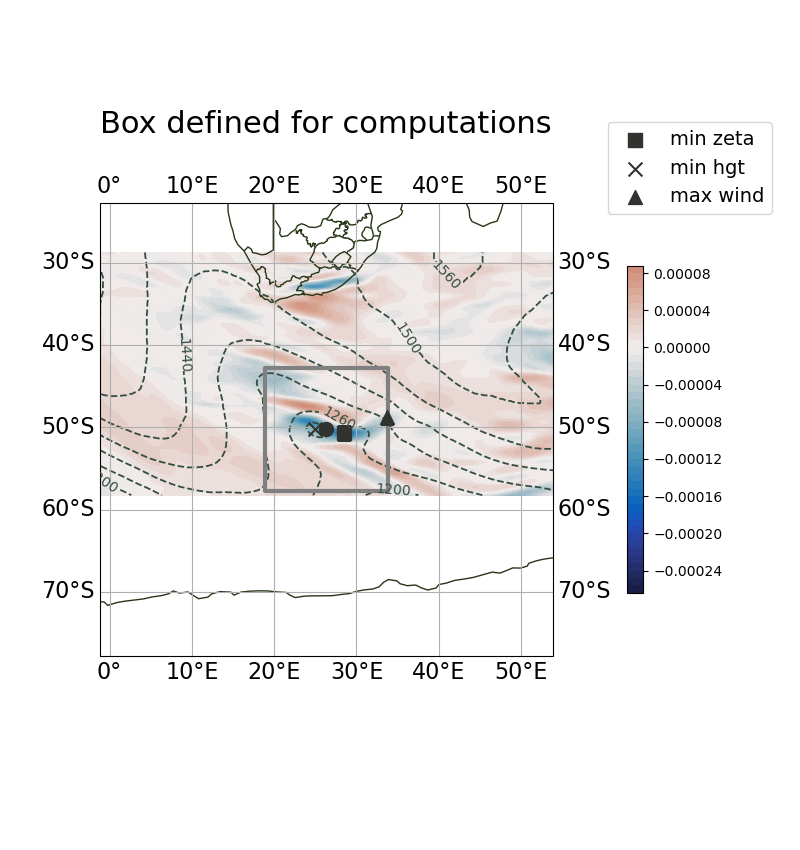 Box defined for computations
min zeta
min hgt
max wind
0° 10°E 20°E 30°E 40°E 50°E
30°S 30°S
40°S 40°S
50°S 50°S
60°S 60°S
70°S 70°S
0° 10°E 20°E 30°E 40°E 50°E
1560
1500
1440
1260
1200
00
0.00008
0.00004
0.00000
−0.00004
−0.00008
−0.00012
−0.00016
−0.00020
−0.00024